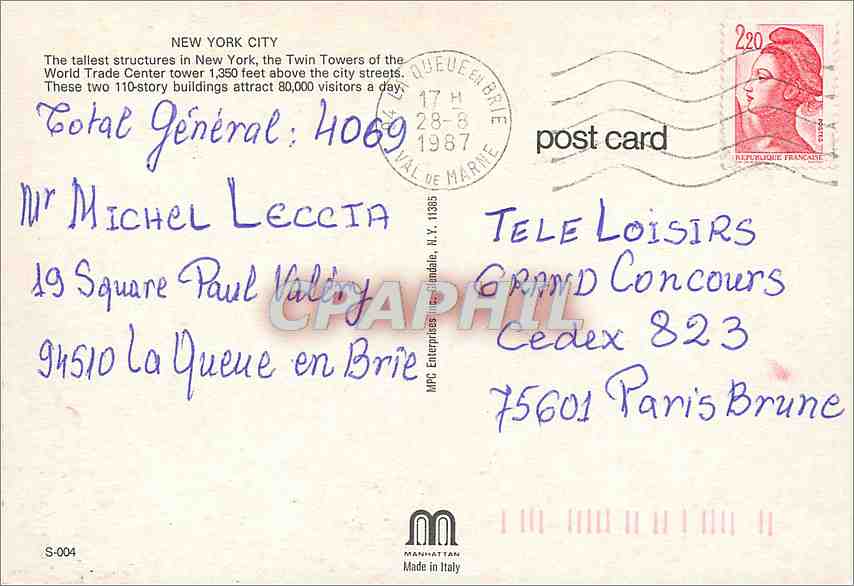 NEW YORK CITY
The tallest structures in New York, the Twin Towers of the
World Trade Center tower 1,350 feet above the city streets.
These two 110-story buildings attract 80,000 visitors a day.
Total Général: 4069
Mr MICHEL LECCIA
19 Square Paul Valéry
94510 La Queue en Brie
94 LA QUEUE EN BRIE
17 H
28-8
1987
VAL DE MARNE
post card
2,20
POSTES
REPUBLIQUE FRANÇAISE
MPC Enterprises Inc. Glendale, N.Y. 11385
TELE LOISIRS
GRAND Concours
Cedex 823
75601 Paris Brune
CPAPHIL
S-004
MANHATTAN
Made in Italy